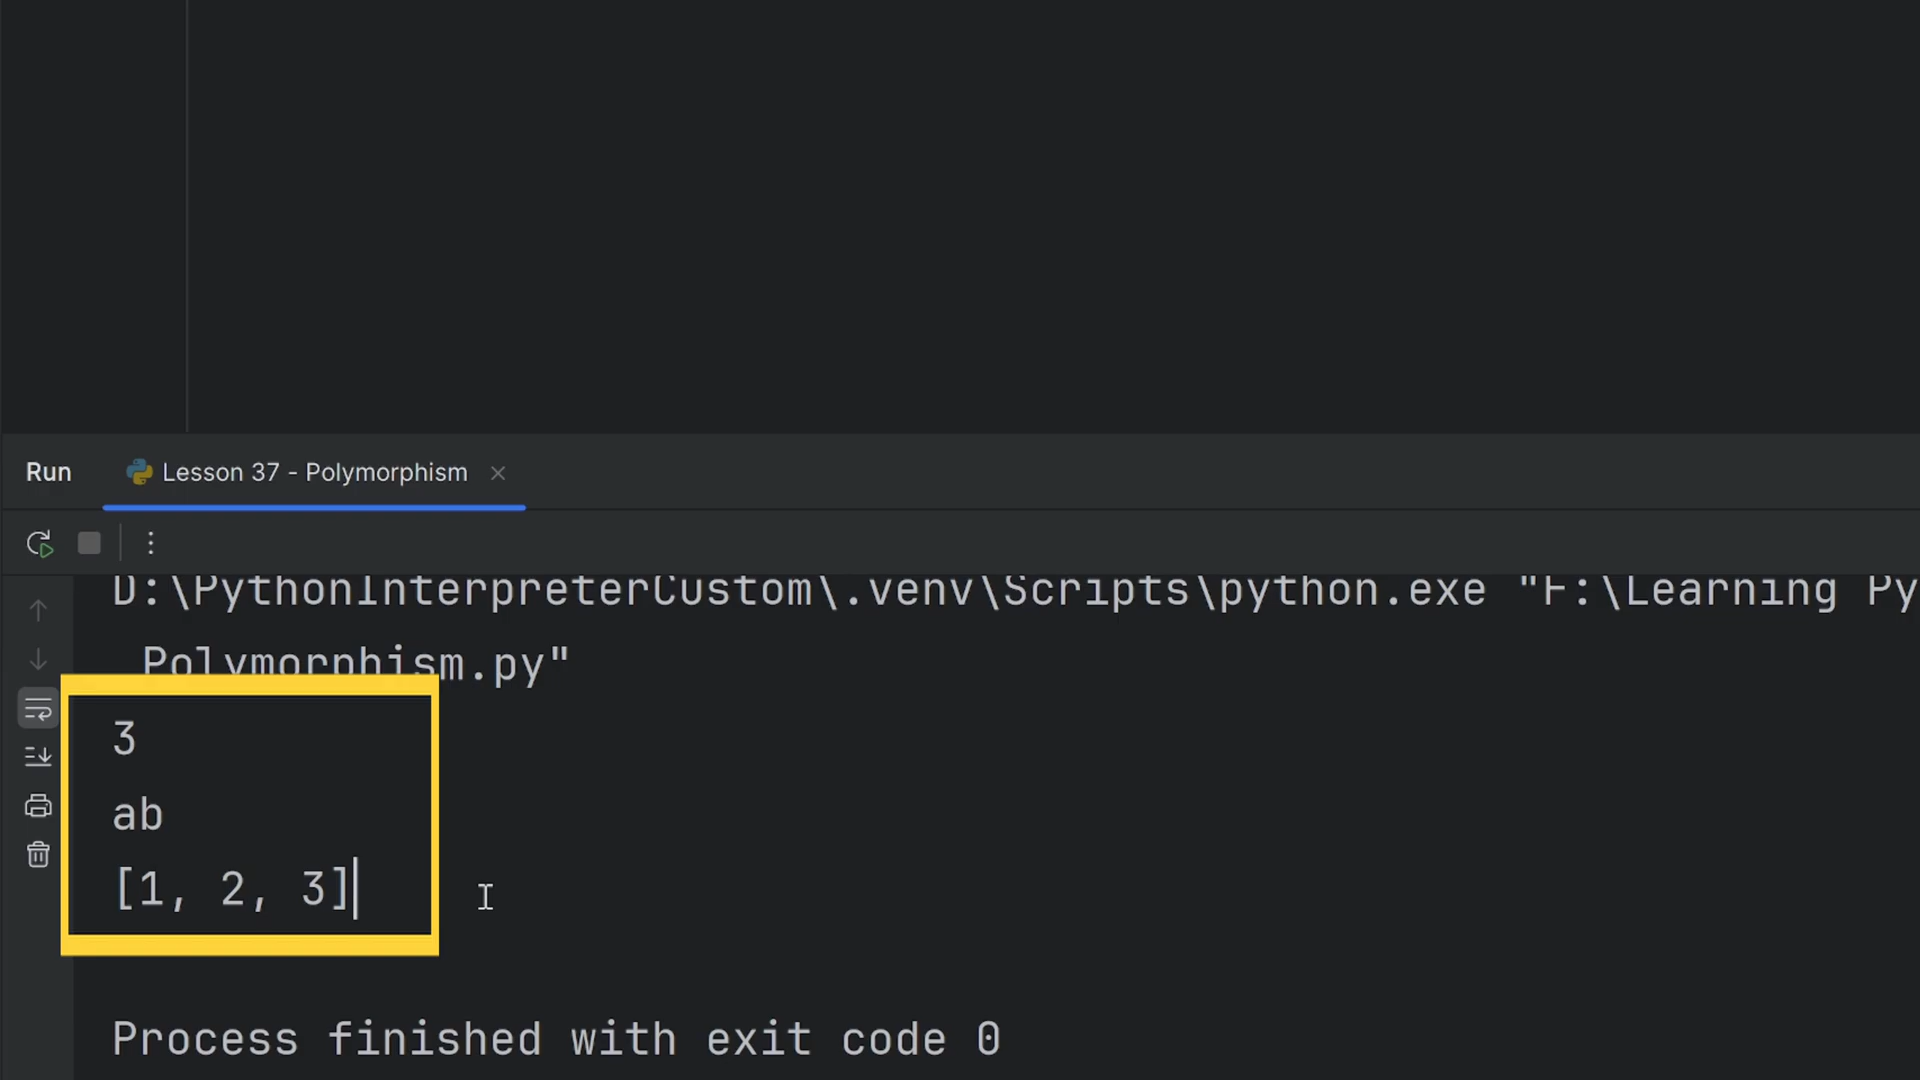 Run
Lesson 37 - Polymorphism
D:\PythonInterpreterCustom\.venv\Scripts\python.exe "F:\Learning Py
Polymorphism.py"
3
ab
[1, 2, 3]
Process finished with exit code 0